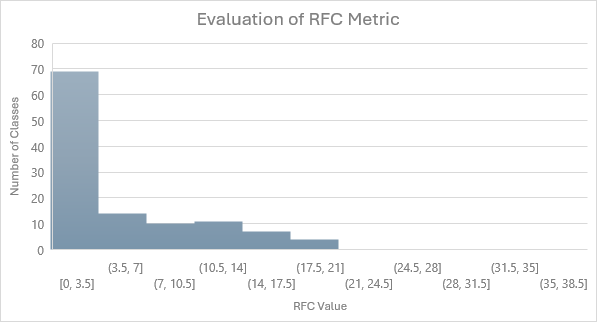 Evaluation of RFC Metric
Number of Classes
80
70
60
50
40
30
20
10
0
(3.5, 7] (10.5, 14] (17.5, 21] (24.5, 28] (31.5, 35]
[0, 3.5] (7, 10.5] (14, 17.5] (21, 24.5] (28, 31.5] (35, 38.5]
RFC Value